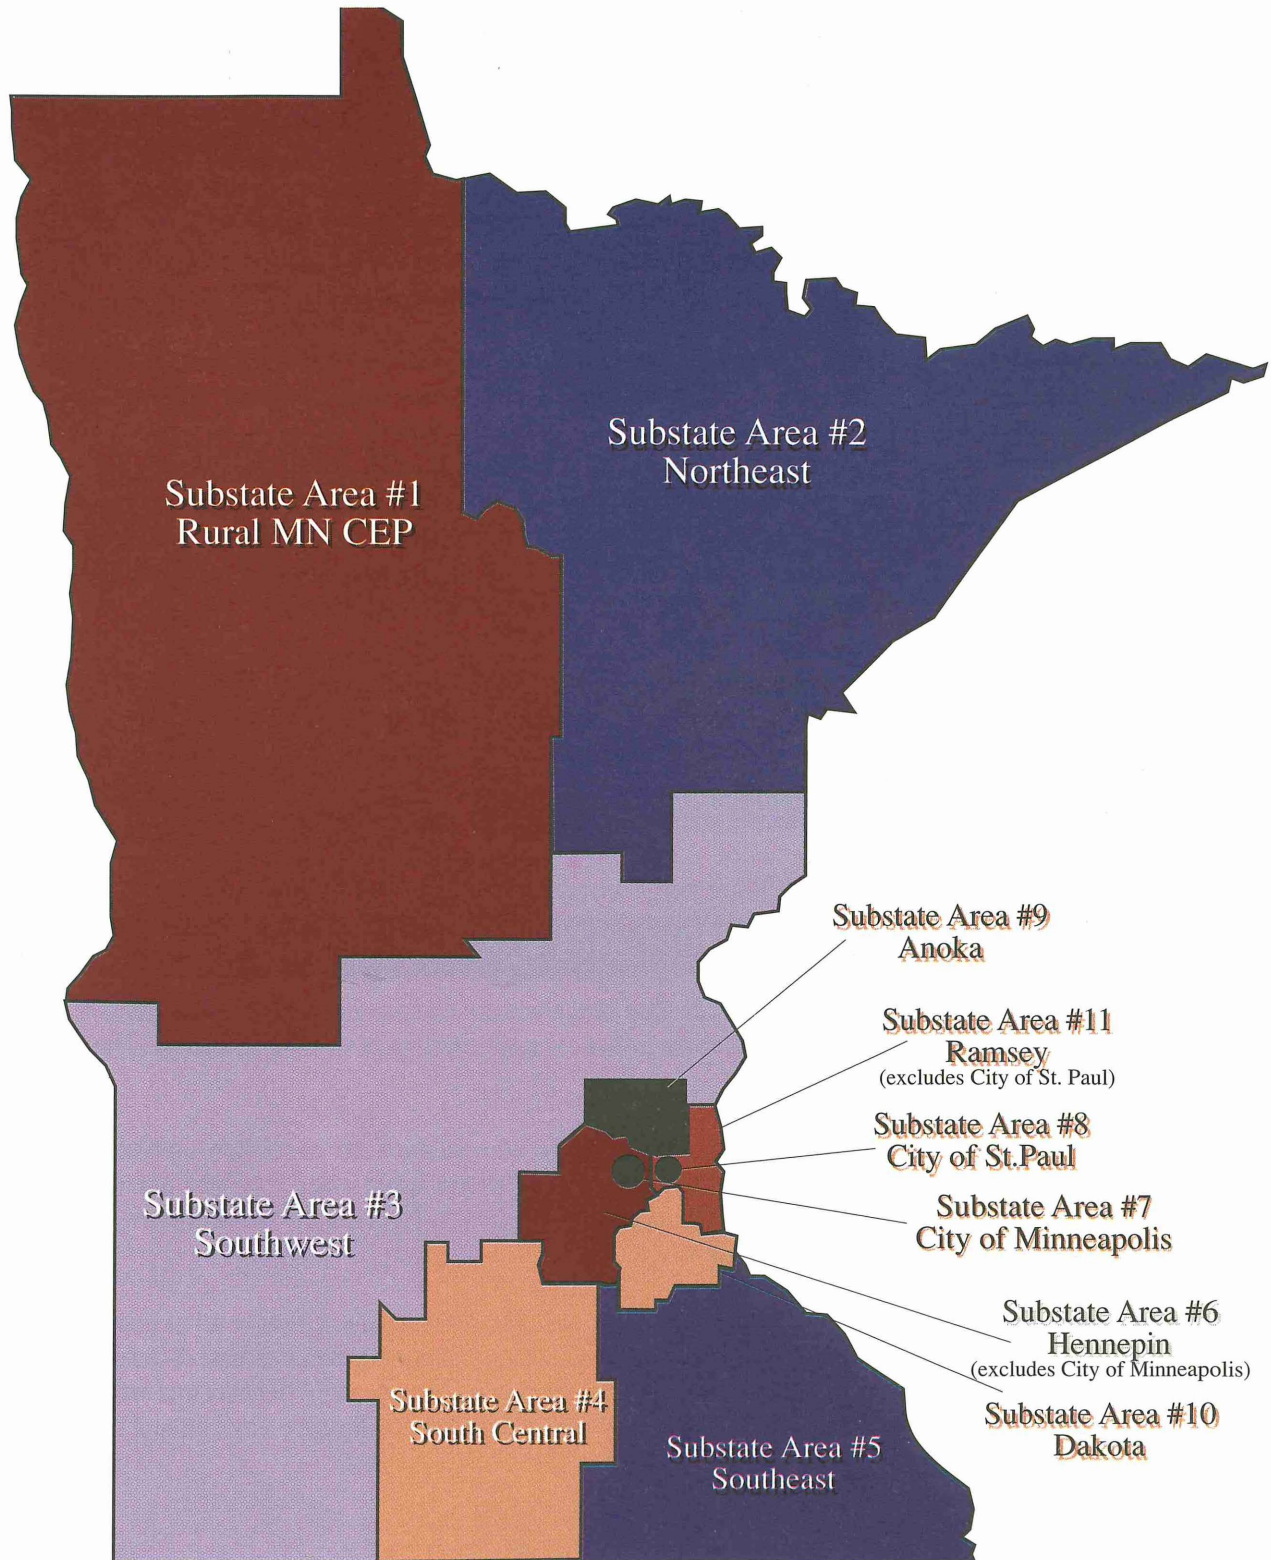 Substate Area #2
Northeast
Substate Area #1
Rural MN CEP
Substate Area #9
Anoka
Substate Area #11
Ramsey
(excludes City of St. Paul)
Substate Area #8
City of St.Paul
Substate Area #3
Southwest
Substate Area #7
City of Minneapolis
Substate Area #6
Hennepin
(excludes City of Minneapolis)
Substate Area #4
South Central
Substate Area #10
Dakota
Substate Area #5
Southeast